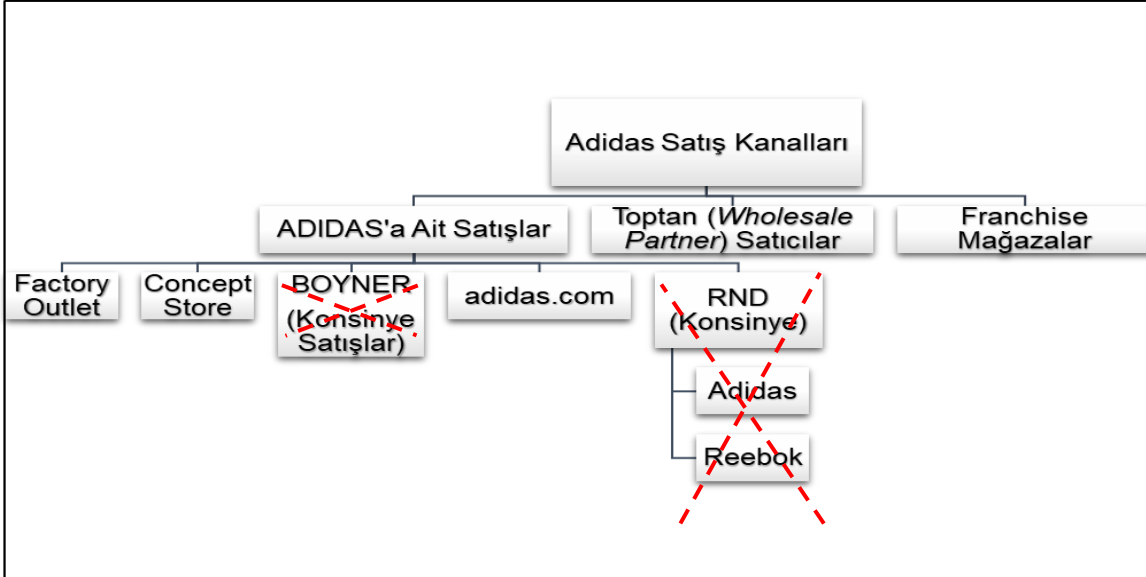 Adidas Satış Kanalları
ADIDAS'a Ait Satışlar
Toptan (Wholesale
Partner) Satıcılar
Franchise
Mağazalar
Factory
Outlet
Concept
Store
BOYNER
(Konsinye
Satışlar)
adidas.com
RND
(Konsinye)
Adidas
Reebok